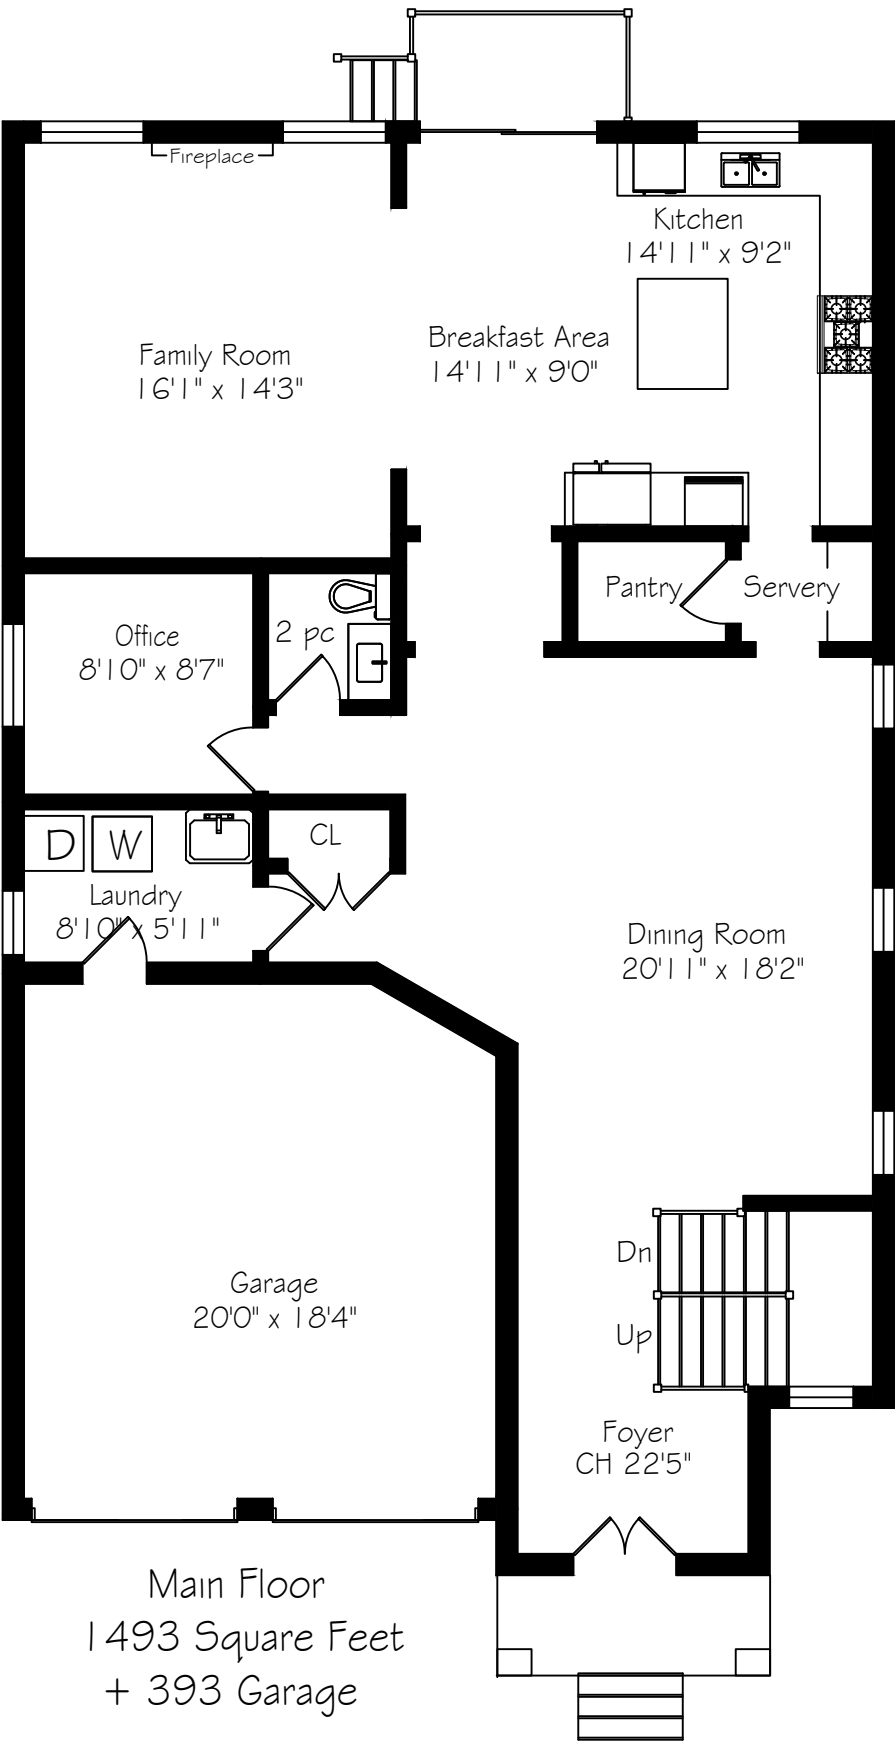 Fireplace
Kitchen
14'11" x 9'2"
Breakfast Area
14'11" x 9'0"
Family Room
16'1" x 14'3"
Pantry
Servery
2 pc
Office
8'10" x 8'7"
CL
D
W
Laundry
8'10" x 5'11"
Dining Room
20'11" x 18'2"
Dn
Up
Garage
20'0" x 18'4"
Foyer
CH 22'5"
Main Floor
1493 Square Feet
+ 393 Garage